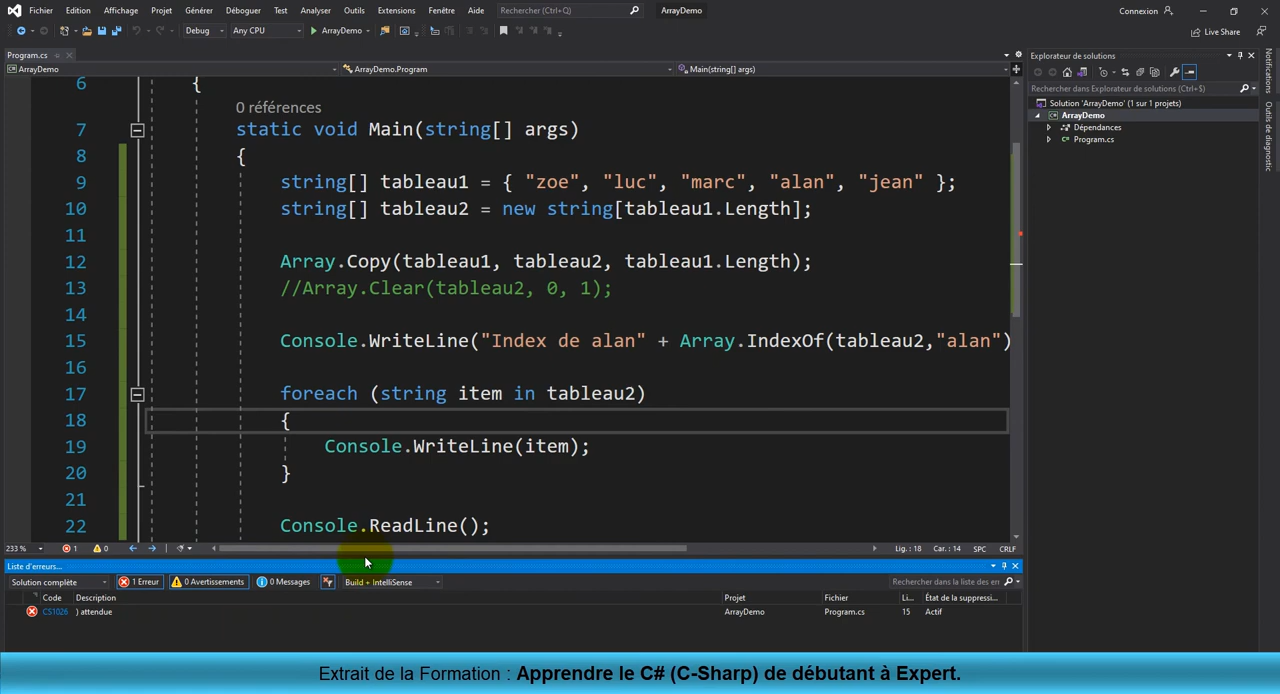 Fichier Edition Affichage Projet Générer Déboguer Test Analyser Outils Extensions Fenêtre Aide Rechercher (Ctrl+Q) ArrayDemo Connexion
Debug Any CPU ArrayDemo Live Share
Program.cs Explorateur de solutions
ArrayDemo ArrayDemo.Program Main(string[] args)
Rechercher dans Explorateur de solutions (Ctrl+$)
Solution 'ArrayDemo' (1 sur 1 projets)
ArrayDemo
Dépendances
Program.cs
Notifications
Outils de diagnostic
6 {
0 références
7 static void Main(string[] args)
8 {
9 string[] tableau1 = { "zoe", "luc", "marc", "alan", "jean" };
10 string[] tableau2 = new string[tableau1.Length];
11
12 Array.Copy(tableau1, tableau2, tableau1.Length);
13 //Array.Clear(tableau2, 0, 1);
14
15 Console.WriteLine("Index de alan" + Array.IndexOf(tableau2,"alan")
16
17 foreach (string item in tableau2)
18 {
19 Console.WriteLine(item);
20 }
21
22 Console.ReadLine();
233 % 1 0 Lig. : 18 Car. : 14 SPC CRLF
Liste d'erreurs...
Solution complète 1 Erreur 0 Avertissements 0 Messages Build + IntelliSense Rechercher dans la liste des err
Code Description Projet Fichier Li... État de la suppressi...
CS1026 ) attendue ArrayDemo Program.cs 15 Actif
Extrait de la Formation : Apprendre le C# (C-Sharp) de débutant à Expert.